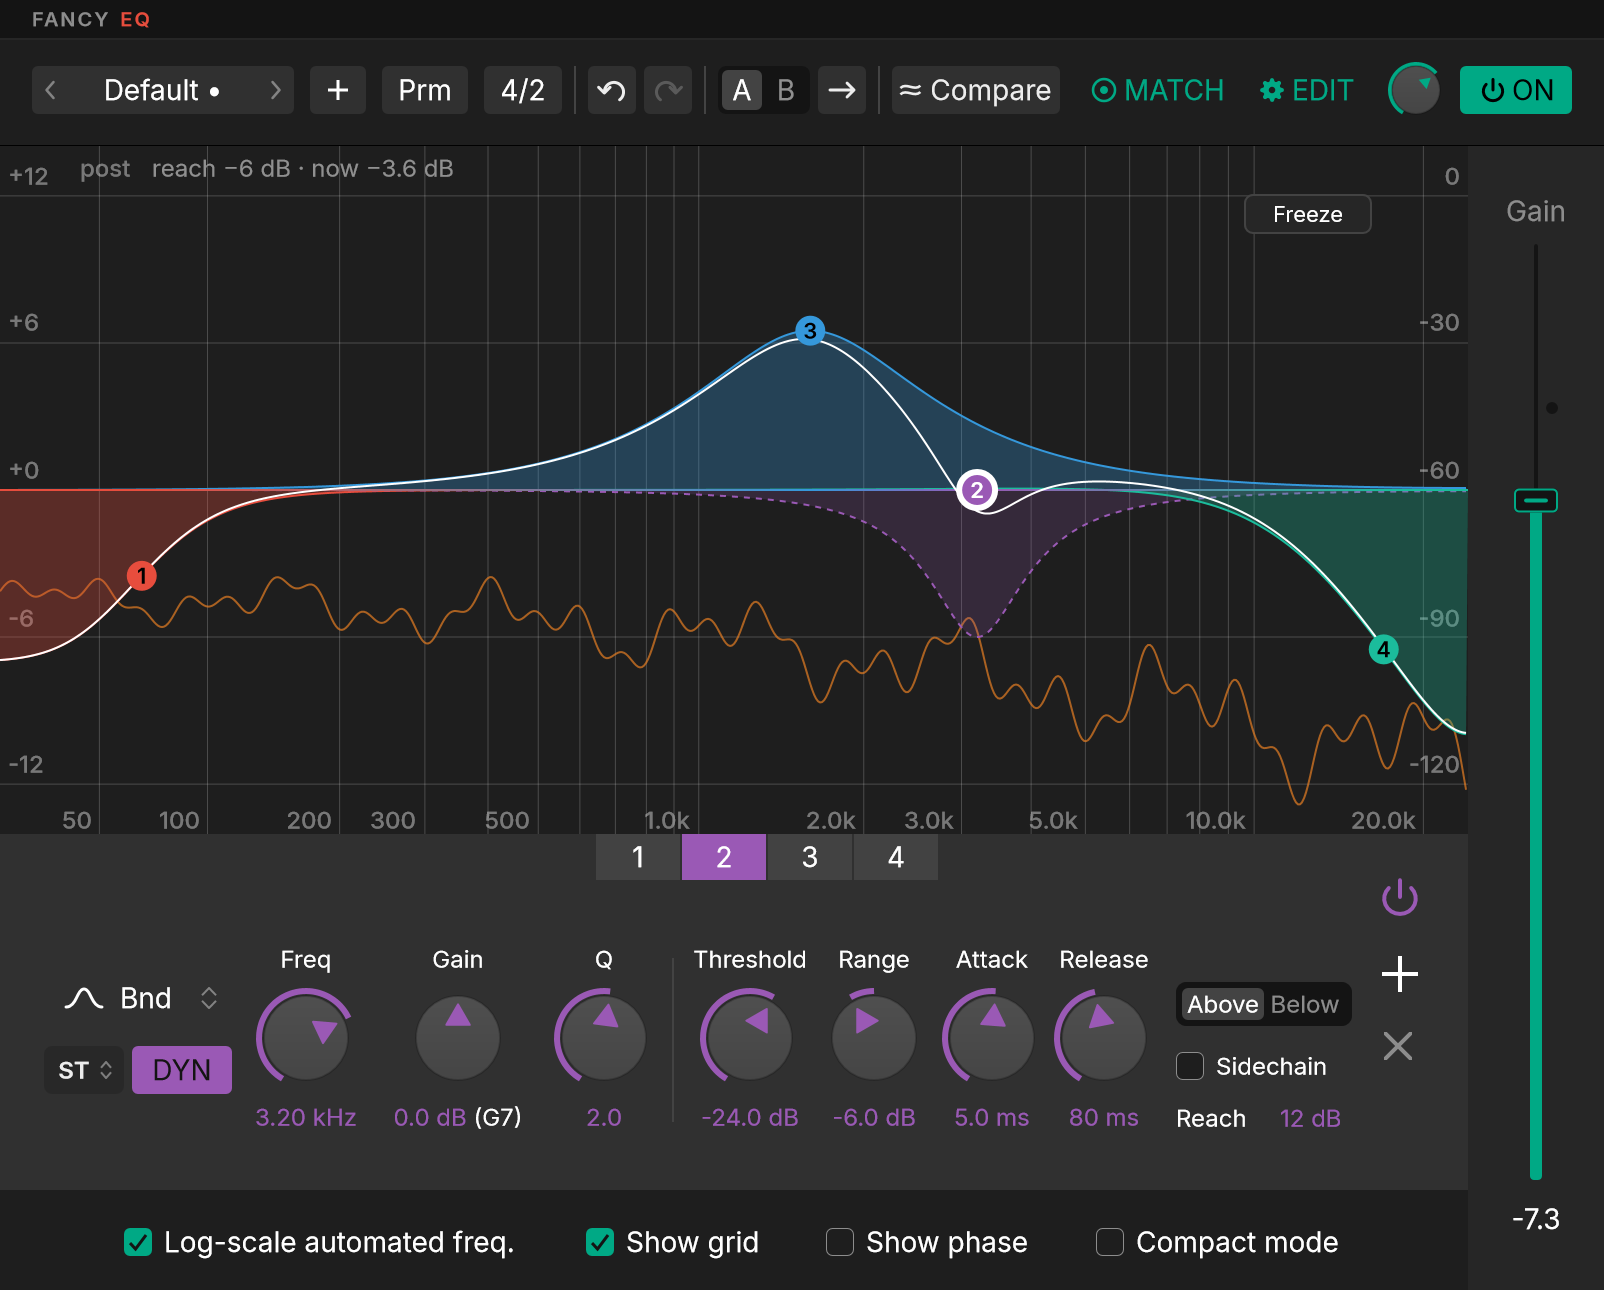 FANCY EQ
Default •
+
Prm
4/2
A B
Compare
MATCH
EDIT
ON
post reach −6 dB · now −3.6 dB
+12
0
Freeze
Gain
+6
-30
3
+0
-60
2
1
-6
-90
4
-12
-120
50 100 200 300 500 1.0k 2.0k 3.0k 5.0k 10.0k 20.0k
1 2 3 4
Freq Gain Q Threshold Range Attack Release
Bnd
Above Below
ST DYN
Sidechain
3.20 kHz 0.0 dB (G7) 2.0 -24.0 dB -6.0 dB 5.0 ms 80 ms
Reach 12 dB
-7.3
Log-scale automated freq. Show grid Show phase Compact mode